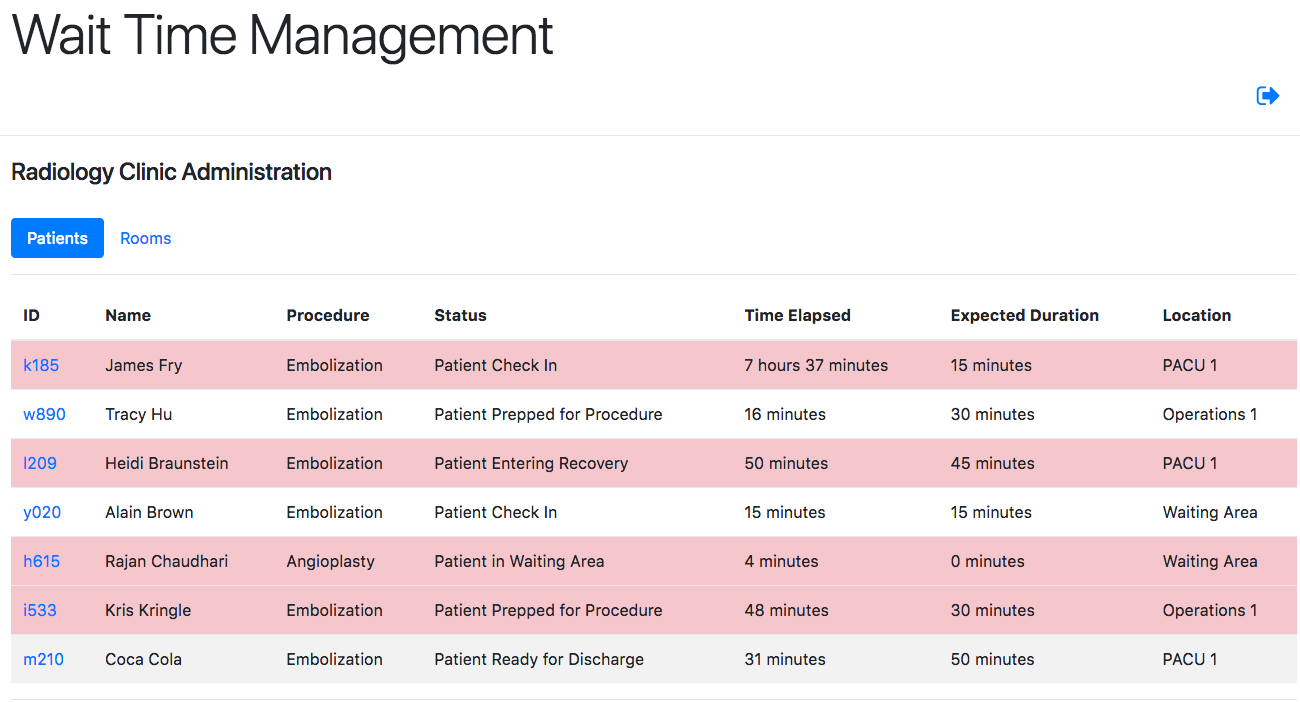 Wait Time Management
Radiology Clinic Administration
Patients Rooms
ID Name Procedure Status Time Elapsed Expected Duration Location
k185 James Fry Embolization Patient Check In 7 hours 37 minutes 15 minutes PACU 1
w890 Tracy Hu Embolization Patient Prepped for Procedure 16 minutes 30 minutes Operations 1
l209 Heidi Braunstein Embolization Patient Entering Recovery 50 minutes 45 minutes PACU 1
y020 Alain Brown Embolization Patient Check In 15 minutes 15 minutes Waiting Area
h615 Rajan Chaudhari Angioplasty Patient in Waiting Area 4 minutes 0 minutes Waiting Area
i533 Kris Kringle Embolization Patient Prepped for Procedure 48 minutes 30 minutes Operations 1
m210 Coca Cola Embolization Patient Ready for Discharge 31 minutes 50 minutes PACU 1